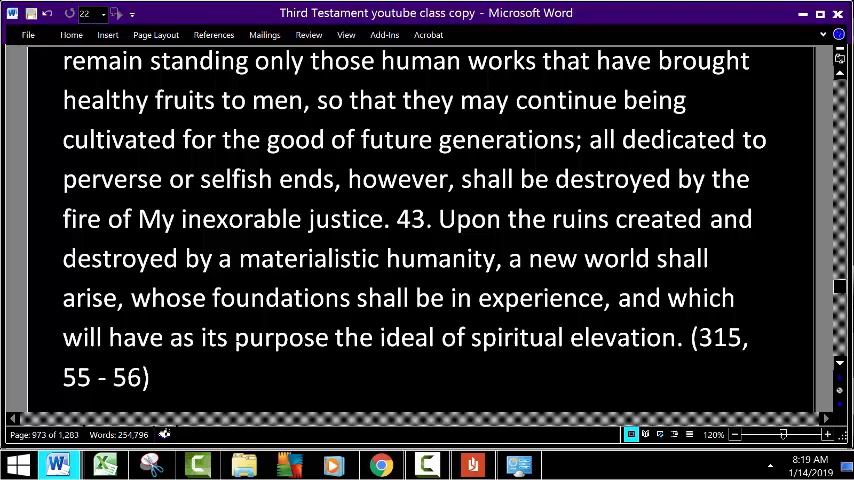 22
Third Testament youtube class copy - Microsoft Word
File Home Insert Page Layout References Mailings Review View Add-Ins Acrobat
remain standing only those human works that have brought
healthy fruits to men, so that they may continue being
cultivated for the good of future generations; all dedicated to
perverse or selfish ends, however, shall be destroyed by the
fire of My inexorable justice. 43. Upon the ruins created and
destroyed by a materialistic humanity, a new world shall
arise, whose foundations shall be in experience, and which
will have as its purpose the ideal of spiritual elevation. (315,
55 - 56)
Page: 973 of 1,283 Words: 254,796 120%
8:19 AM
1/14/2019